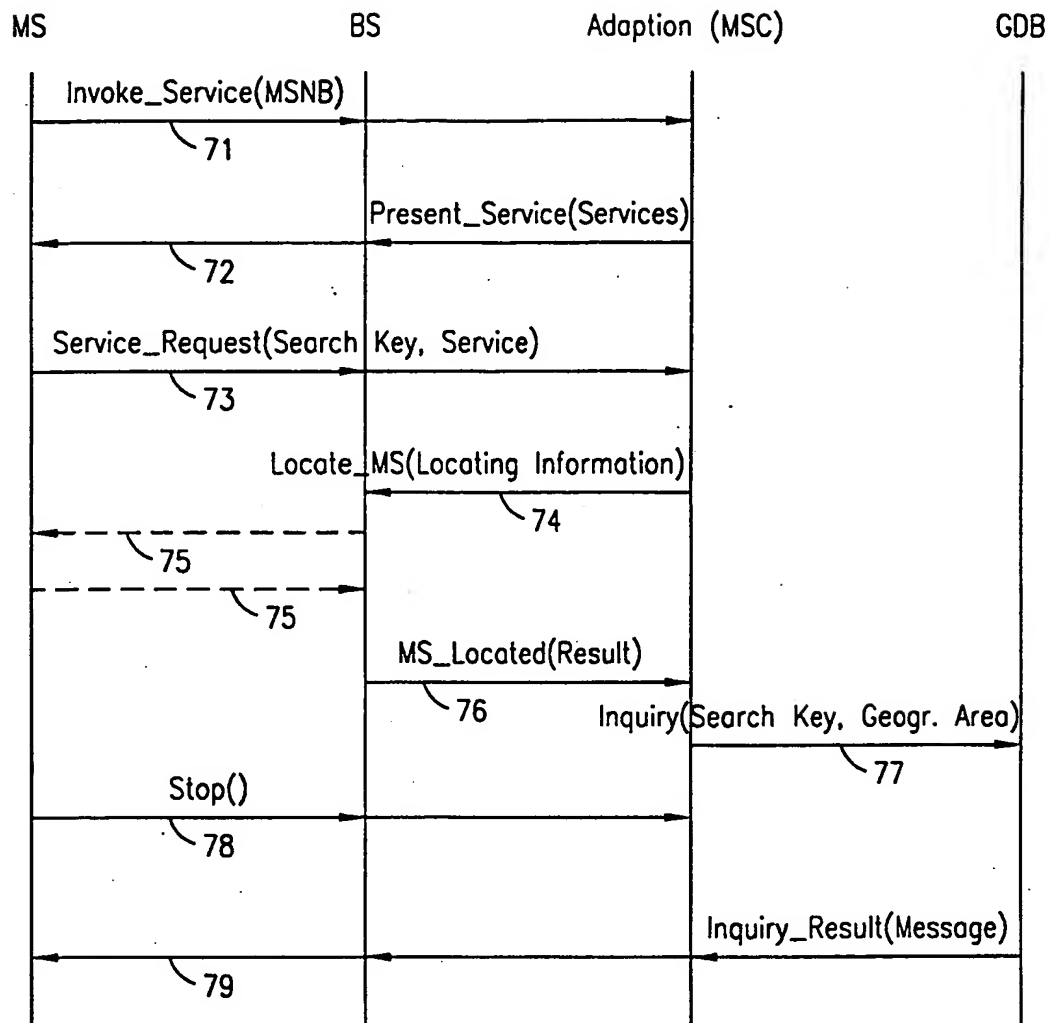 MS BS Adaption (MSC) GDB
Invoke_Service(MSNB)
71
Present_Service(Services)
72
Service_Request(Search Key, Service)
73
Locate_MS(Locating Information)
74
75
75
MS_Located(Result)
76
Inquiry(Search Key, Geogr. Area)
77
Stop()
78
Inquiry_Result(Message)
79